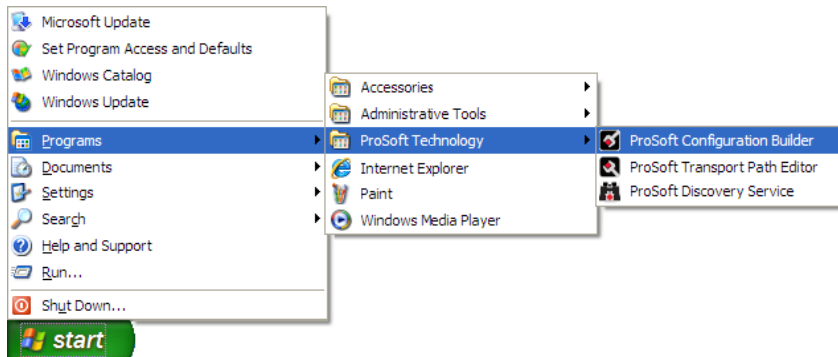 Microsoft Update
Set Program Access and Defaults
Windows Catalog
Windows Update
Programs
Documents
Settings
Search
Help and Support
Run...
Shut Down...
start
Accessories
Administrative Tools
ProSoft Technology
Internet Explorer
Paint
Windows Media Player
ProSoft Configuration Builder
ProSoft Transport Path Editor
ProSoft Discovery Service